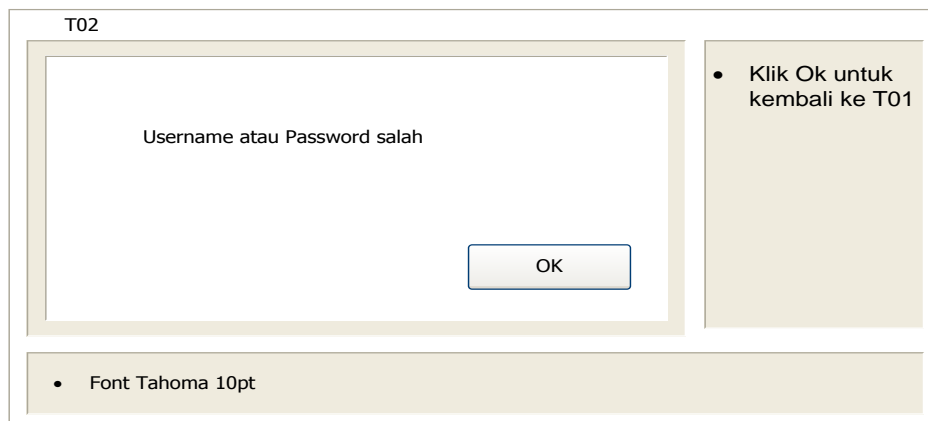 T02
Username atau Password salah
OK
• Klik Ok untuk
kembali ke T01
• Font Tahoma 10pt